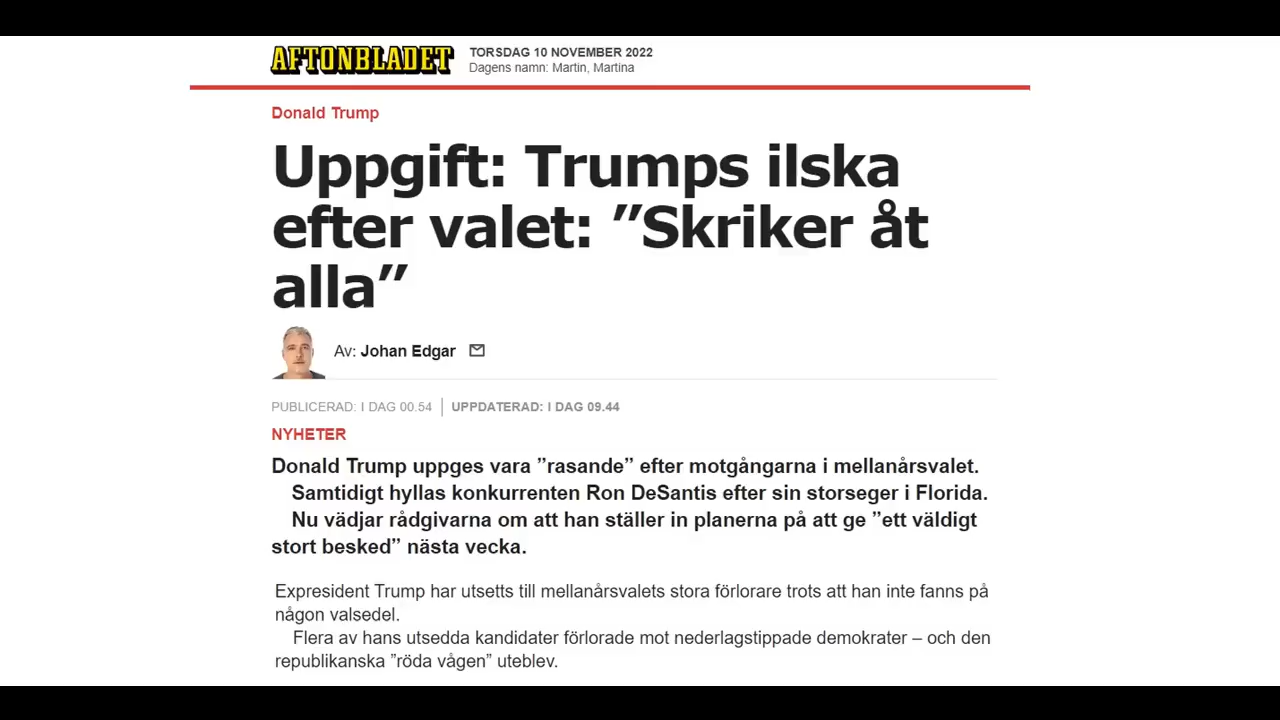 AFTONBLADET
TORSDAG 10 NOVEMBER 2022
Dagens namn: Martin, Martina
Donald Trump
Uppgift: Trumps ilska
efter valet: ”Skriker åt
alla”
Av: Johan Edgar
PUBLICERAD: I DAG 00.54 | UPPDATERAD: I DAG 09.44
NYHETER
Donald Trump uppges vara ”rasande” efter motgångarna i mellanårsvalet.
Samtidigt hyllas konkurrenten Ron DeSantis efter sin storseger i Florida.
Nu vädjar rådgivarna om att han ställer in planerna på att ge ”ett väldigt
stort besked” nästa vecka.
Expresident Trump har utsetts till mellanårsvalets stora förlorare trots att han inte fanns på
någon valsedel.
Flera av hans utsedda kandidater förlorade mot nederlagstippade demokrater – och den
republikanska ”röda vågen” uteblev.